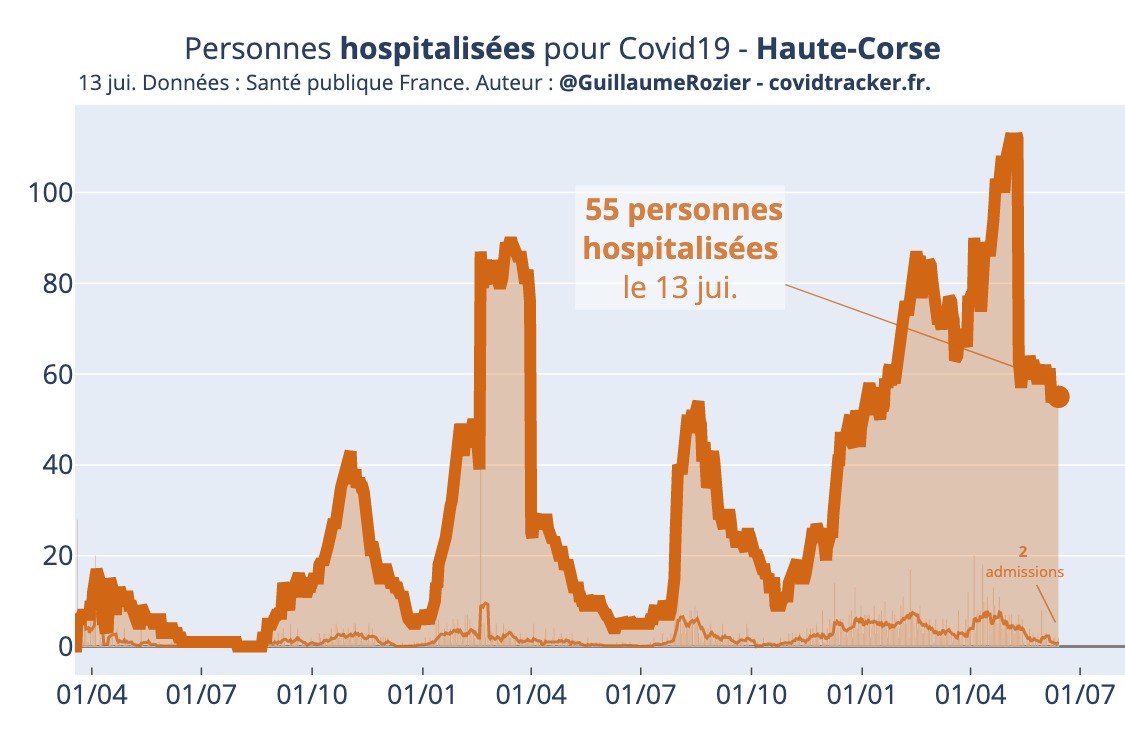 Personnes hospitalisées pour Covid19 - Haute-Corse
13 jui. Données : Santé publique France. Auteur : @GuillaumeRozier - covidtracker.fr.
100
80
60
40
20
0
55 personnes
hospitalisées
le 13 jui.
2
admissions
01/04 01/07 01/10 01/01 01/04 01/07 01/10 01/01 01/04 01/07